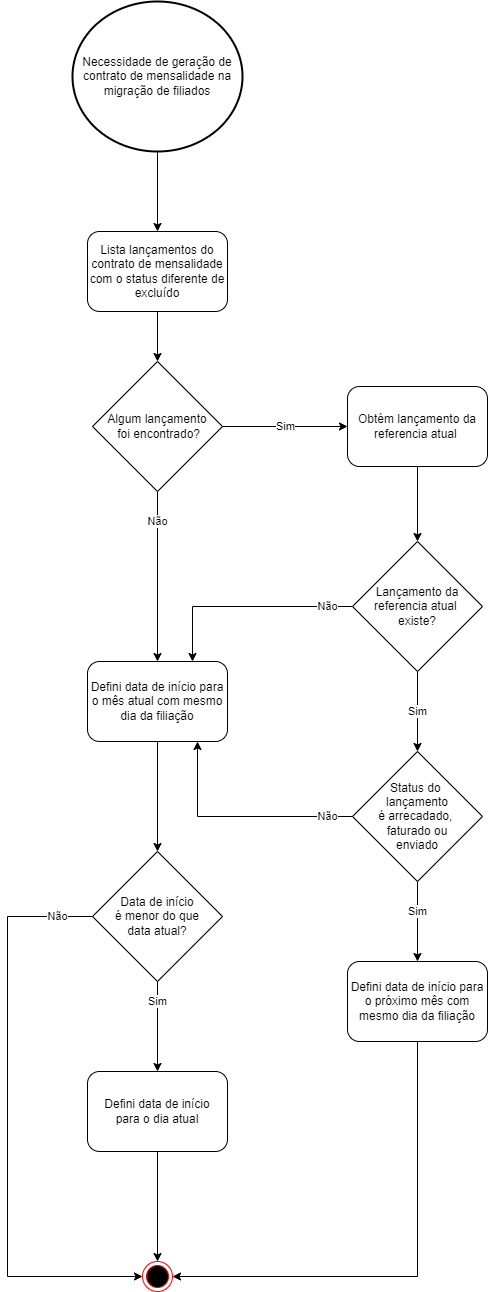 Necessidade de geração de
contrato de mensalidade na
migração de filiados
Lista lançamentos do
contrato de mensalidade
com o status diferente de
excluído
Algum lançamento
foi encontrado?
Sim
Obtém lançamento da
referencia atual
Não
Lançamento da
referencia atual
existe?
Não
Defini data de início para
o mês atual com mesmo
dia da filiação
Sim
Status do
lançamento
é arrecadado,
faturado ou
enviado
Não
Data de início
é menor do que
data atual?
Não
Sim
Sim
Defini data de início para
o próximo mês com
mesmo dia da filiação
Defini data de início
para o dia atual